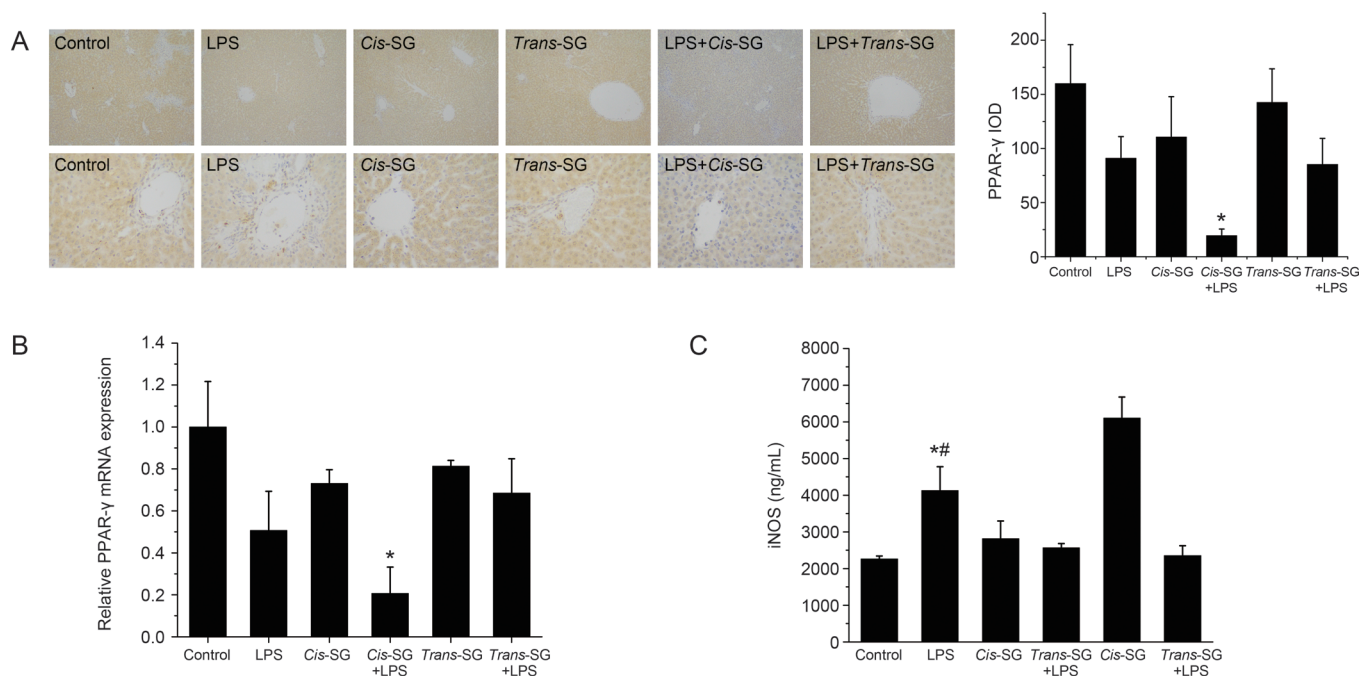 A
Control
LPS
Cis-SG
Trans-SG
LPS+Cis-SG
LPS+Trans-SG
Control
LPS
Cis-SG
Trans-SG
LPS+Cis-SG
LPS+Trans-SG
PPAR-γ IOD
200
150
100
50
0
*
Control
LPS
Cis-SG
Cis-SG
+LPS
Trans-SG
Trans-SG
+LPS
B
Relative PPAR-γ mRNA expression
1.4
1.2
1.0
0.8
0.6
0.4
0.2
0.0
*
Control
LPS
Cis-SG
Cis-SG
+LPS
Trans-SG
Trans-SG
+LPS
C
iNOS (ng/mL)
8000
7000
6000
5000
4000
3000
2000
1000
0
*#
Control
LPS
Cis-SG
Trans-SG
+LPS
Cis-SG
Trans-SG
+LPS